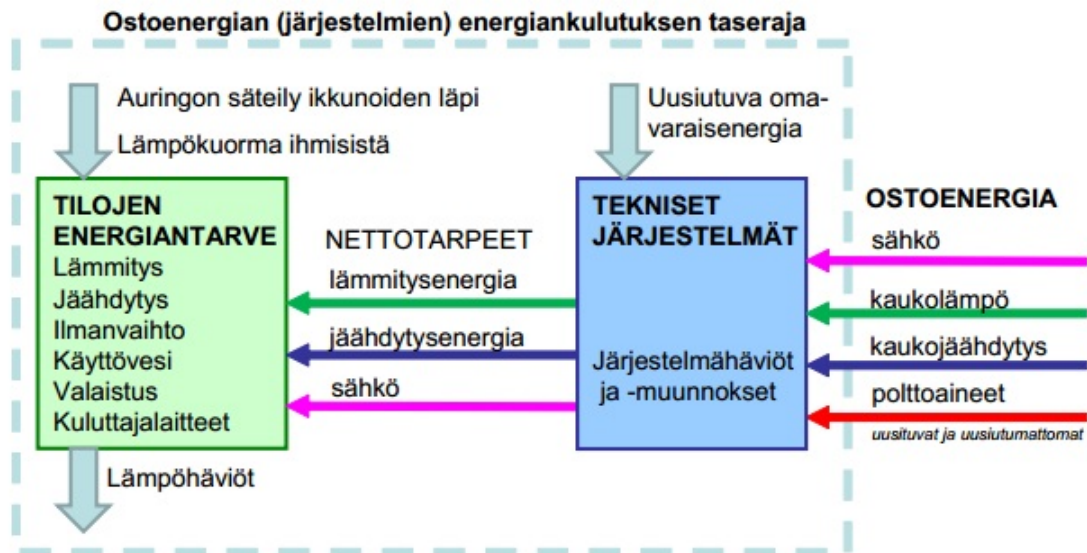 Ostoenergian (järjestelmien) energiankulutuksen taseraja
Auringon säteily ikkunoiden läpi
Lämpökuorma ihmisistä
Uusiutuva oma-
varaisenergia
TILOJEN
ENERGIANTARVE
Lämmitys
Jäähdytys
Ilmanvaihto
Käyttövesi
Valaistus
Kuluttajalaitteet
NETTOTARPEET
lämmitysenergia
jäähdytysenergia
sähkö
TEKNISET
JÄRJESTELMÄT
Järjestelmähäviöt
ja -muunnokset
OSTOENERGIA
sähkö
kaukolämpö
kaukojäähdytys
polttoaineet
uusituvat ja uusiutumattomat
Lämpöhäviöt